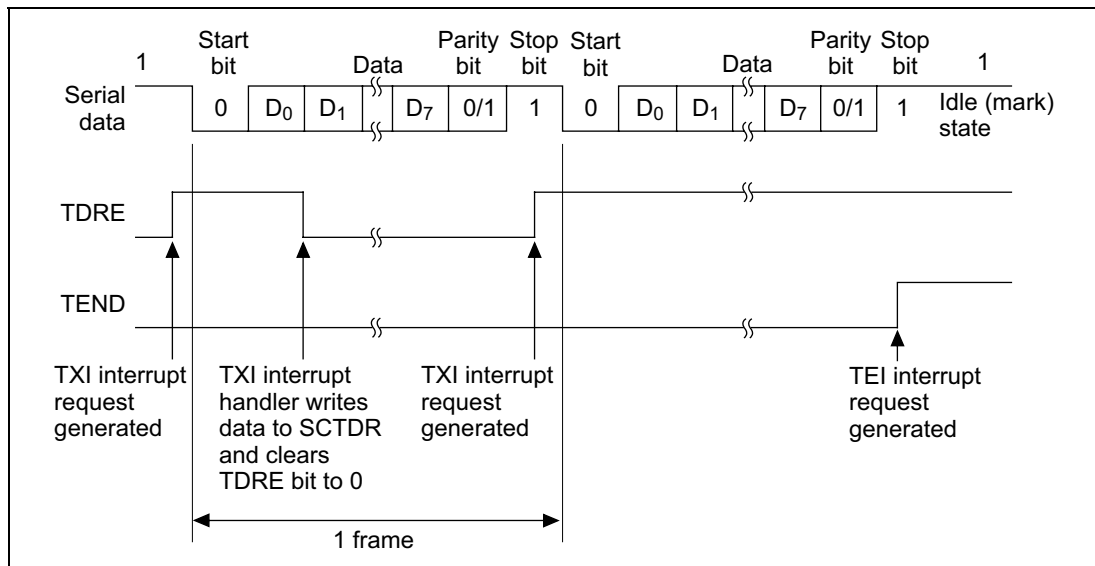 1 Start bit Data Parity bit Stop bit Start bit Data Parity bit Stop bit 1
Serial data 0 D0 D1 D7 0/1 1 0 D0 D1 D7 0/1 1 Idle (mark) state
TDRE
TEND
TXI interrupt
request
generated
TXI interrupt
handler writes
data to SCTDR
and clears
TDRE bit to 0
TXI interrupt
request
generated
TEI interrupt
request
generated
1 frame